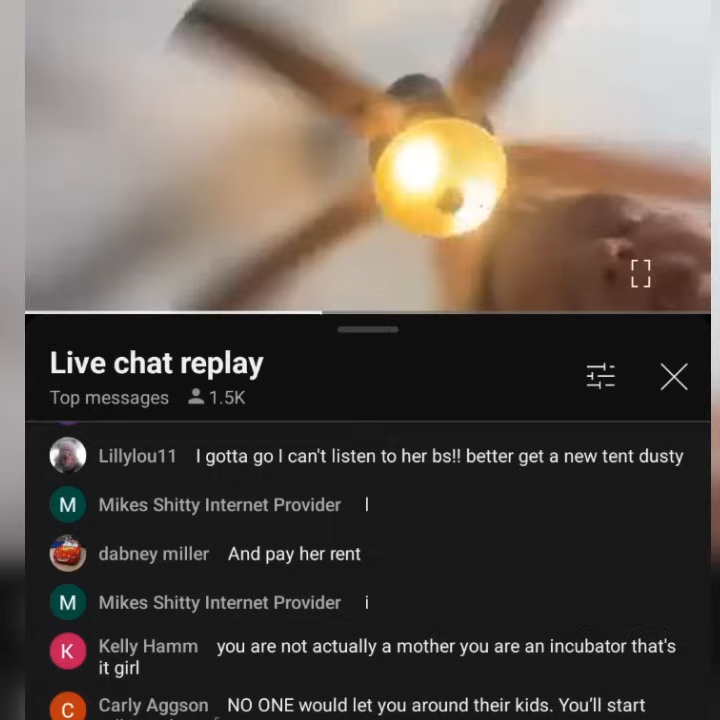 Live chat replay
Top messages 1.5K
Lillylou11 I gotta go I can't listen to her bs!! better get a new tent dusty
M Mikes Shitty Internet Provider l
dabney miller And pay her rent
M Mikes Shitty Internet Provider i
K Kelly Hamm you are not actually a mother you are an incubator that's
it girl
C Carly Aggson NO ONE would let you around their kids. You'll start